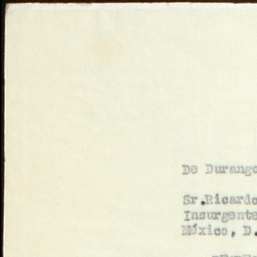 De Durango
Sr.Ricardo
Insurgente
México, D.